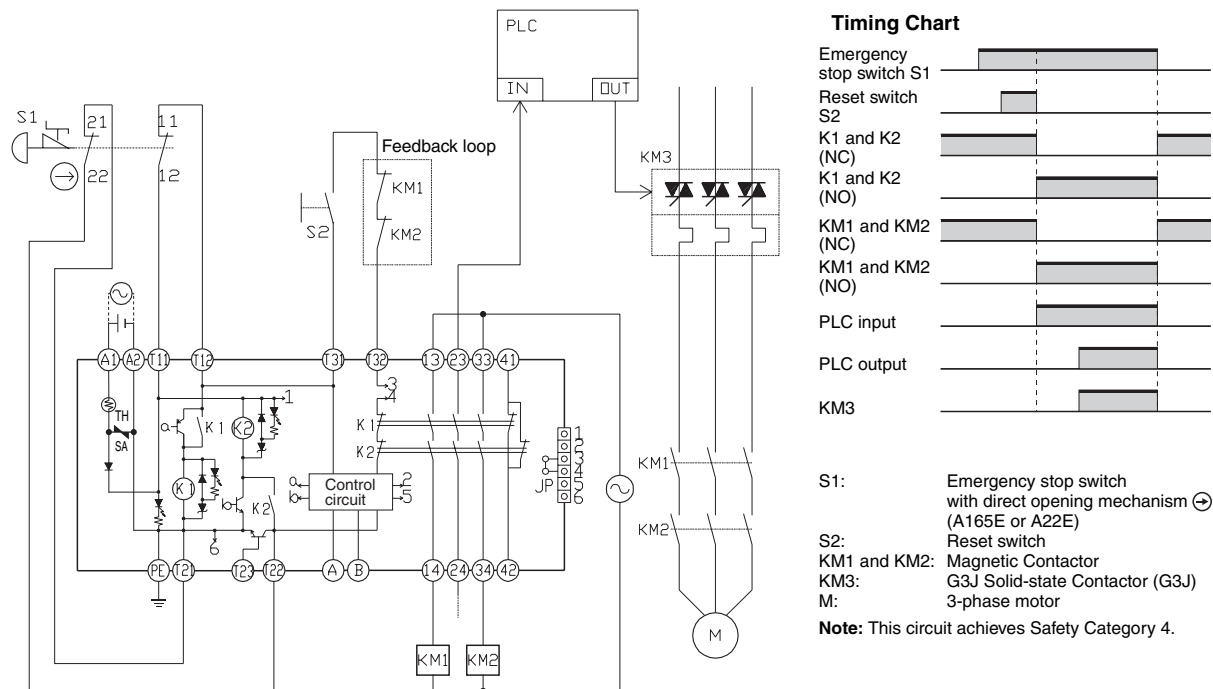 PLC
IN
OUT
S1
21
11
22
12
Feedback loop
KM1
KM2
S2
KM3
A1
A2
T11
T12
T31
T32
13
23
33
41
TH
SA
a
K1
K2
1
3
4
K1
K2
K1
b
K2
a
b
Control
circuit
2
5
6
JP
1
2
3
4
5
6
PE
T21
T23
T22
A
B
14
24
34
42
KM1
KM2
KM1
KM2
M
Timing Chart
Emergency
stop switch S1
Reset switch
S2
K1 and K2
(NC)
K1 and K2
(NO)
KM1 and KM2
(NC)
KM1 and KM2
(NO)
PLC input
PLC output
KM3
S1: Emergency stop switch
with direct opening mechanism
(A165E or A22E)
S2: Reset switch
KM1 and KM2: Magnetic Contactor
KM3: G3J Solid-state Contactor (G3J)
M: 3-phase motor
Note: This circuit achieves Safety Category 4.